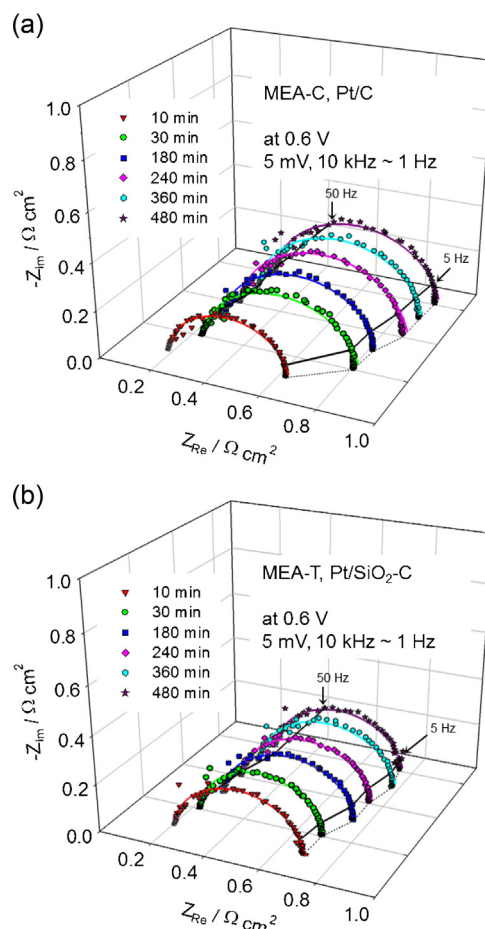 (a)
MEA-C, Pt/C
at 0.6 V
5 mV, 10 kHz ~ 1 Hz
10 min
30 min
180 min
240 min
360 min
480 min
50 Hz
5 Hz
1.0
0.8
0.6
0.4
0.2
0.0
-Z_Im / Ω cm²
0.2
0.4
0.6
0.8
1.0
Z_Re / Ω cm²
(b)
MEA-T, Pt/SiO₂-C
at 0.6 V
5 mV, 10 kHz ~ 1 Hz
10 min
30 min
180 min
240 min
360 min
480 min
50 Hz
5 Hz
1.0
0.8
0.6
0.4
0.2
0.0
-Z_Im / Ω cm²
0.2
0.4
0.6
0.8
1.0
Z_Re / Ω cm²